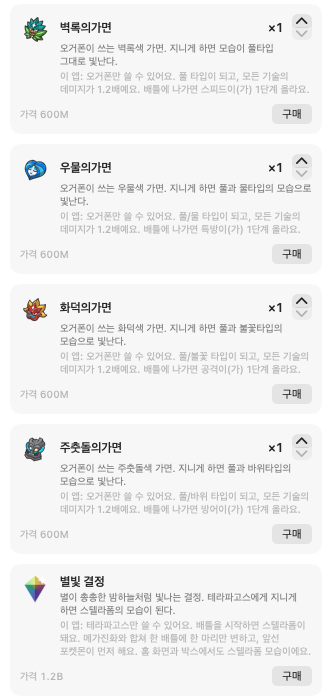 벽록의가면
×1
오거폰이 쓰는 벽록색 가면. 지니게 하면 모습이 풀타입
그대로 빛난다.
이 앱: 오거폰만 쓸 수 있어요. 풀 타입이 되고, 모든 기술의
데미지가 1.2배예요. 배틀에 나가면 스피드이(가) 1단계 올라요.
가격 600M
구매
우물의가면
×1
오거폰이 쓰는 우물색 가면. 지니게 하면 풀과 물타입의 모습으로
빛난다.
이 앱: 오거폰만 쓸 수 있어요. 풀/물 타입이 되고, 모든 기술의
데미지가 1.2배예요. 배틀에 나가면 특방이(가) 1단계 올라요.
가격 600M
구매
화덕의가면
×1
오거폰이 쓰는 화덕색 가면. 지니게 하면 풀과 불꽃타입의
모습으로 빛난다.
이 앱: 오거폰만 쓸 수 있어요. 풀/불꽃 타입이 되고, 모든 기술의
데미지가 1.2배예요. 배틀에 나가면 공격이(가) 1단계 올라요.
가격 600M
구매
주춧돌의가면
×1
오거폰이 쓰는 주춧돌색 가면. 지니게 하면 풀과 바위타입의
모습으로 빛난다.
이 앱: 오거폰만 쓸 수 있어요. 풀/바위 타입이 되고, 모든 기술의
데미지가 1.2배예요. 배틀에 나가면 방어이(가) 1단계 올라요.
가격 600M
구매
별빛 결정
별이 총총한 밤하늘처럼 빛나는 결정. 테라파고스에게 지니게
하면 스텔라폼의 모습이 된다.
이 앱: 테라파고스만 쓸 수 있어요. 배틀을 시작하면 스텔라폼이
돼요. 메가진화와 합쳐 한 배틀에 한 마리만 변하고, 앞선
포켓몬이 먼저 해요. 홈 화면과 박스에서도 스텔라폼 모습이에요.
가격 1.2B
구매